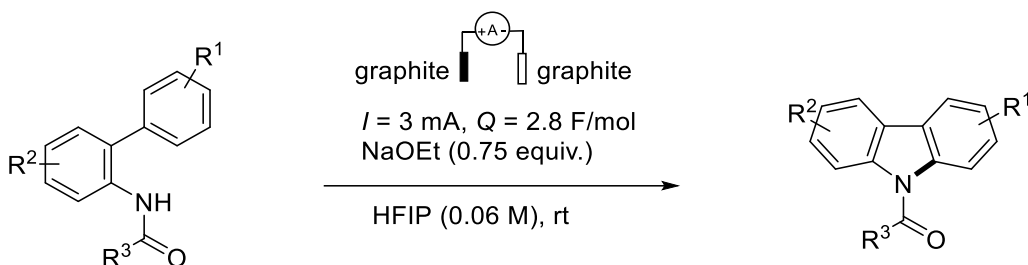 +A-
graphite graphite
I = 3 mA, Q = 2.8 F/mol
NaOEt (0.75 equiv.)
HFIP (0.06 M), rt
R¹
R²
NH
R³ O
R² R¹
N
R³ O